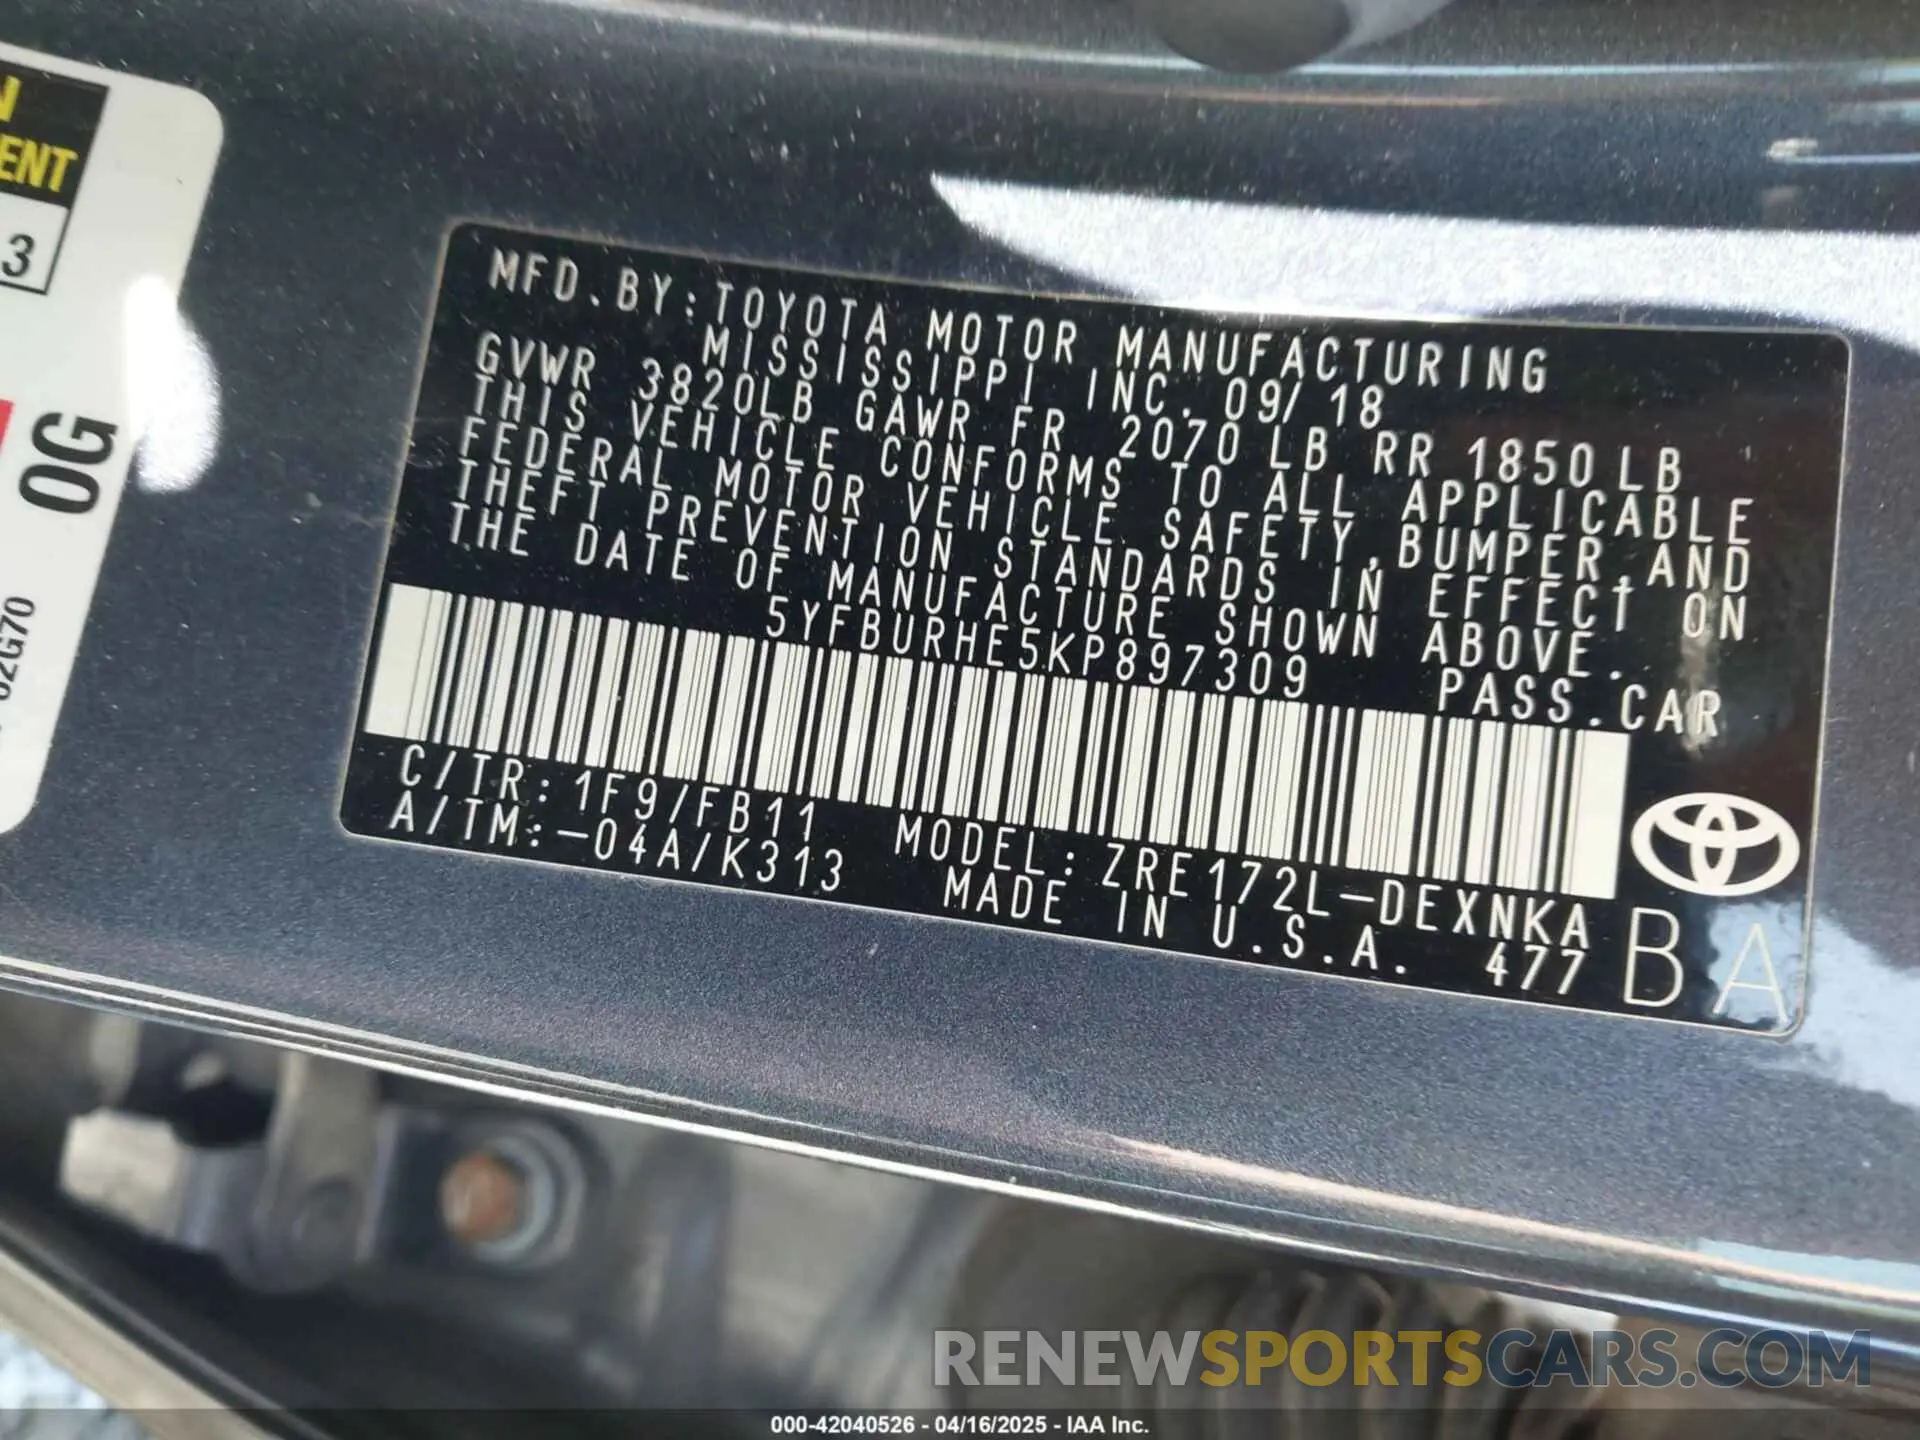 N
ENT
3
0G
02G70
MFD.BY:TOYOTA MOTOR MANUFACTURING
MISSISSIPPI INC. 09/18
GVWR 3820LB GAWR FR 2070LB RR 1850LB
THIS VEHICLE CONFORMS TO ALL APPLICABLE
FEDERAL MOTOR VEHICLE SAFETY,BUMPER,AND
THEFT PREVENTION STANDARDS IN EFFECT ON
THE DATE OF MANUFACTURE SHOWN ABOVE.
5YFBURHE5KP897309 PASS.CAR
C/TR:1F9/FB11 MODEL:ZRE172L-DEXNKA
A/TM:-04A/K313 MADE IN U.S.A. 477
BA
RENEWSPORTSCARS.COM
000-42040526 - 04/16/2025 - IAA Inc.